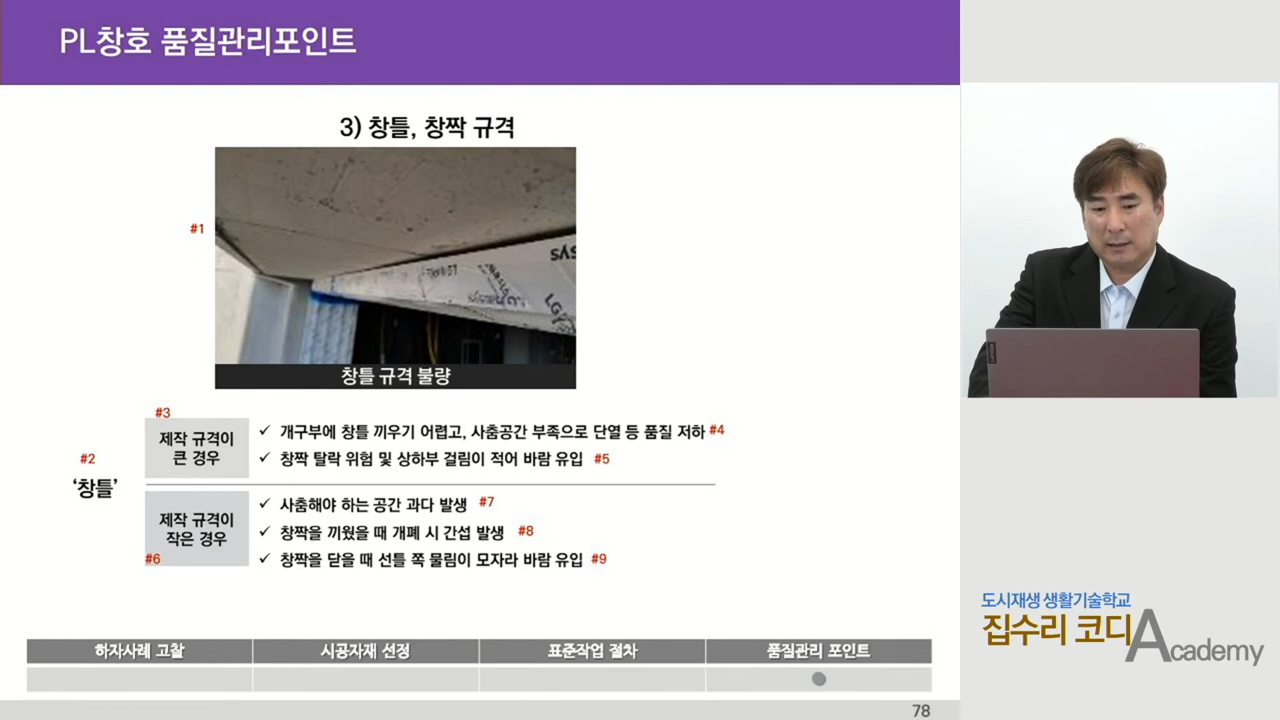 PL창호 품질관리포인트
3) 창틀, 창짝 규격
#1
창틀 규격 불량
#2
'창틀'
#3
제작 규격이
큰 경우
✓ 개구부에 창틀 끼우기 어렵고, 사춤공간 부족으로 단열 등 품질 저하 #4
✓ 창짝 탈락 위험 및 상하부 걸림이 적어 바람 유입 #5
제작 규격이
작은 경우
#6
✓ 사춤해야 하는 공간 과다 발생 #7
✓ 창짝을 끼웠을 때 개폐 시 간섭 발생 #8
✓ 창짝을 닫을 때 선틀 쪽 물림이 모자라 바람 유입 #9
하자사례 고찰 시공자재 선정 표준작업 절차 품질관리 포인트
78
도시재생 생활기술학교
집수리 코디 Academy